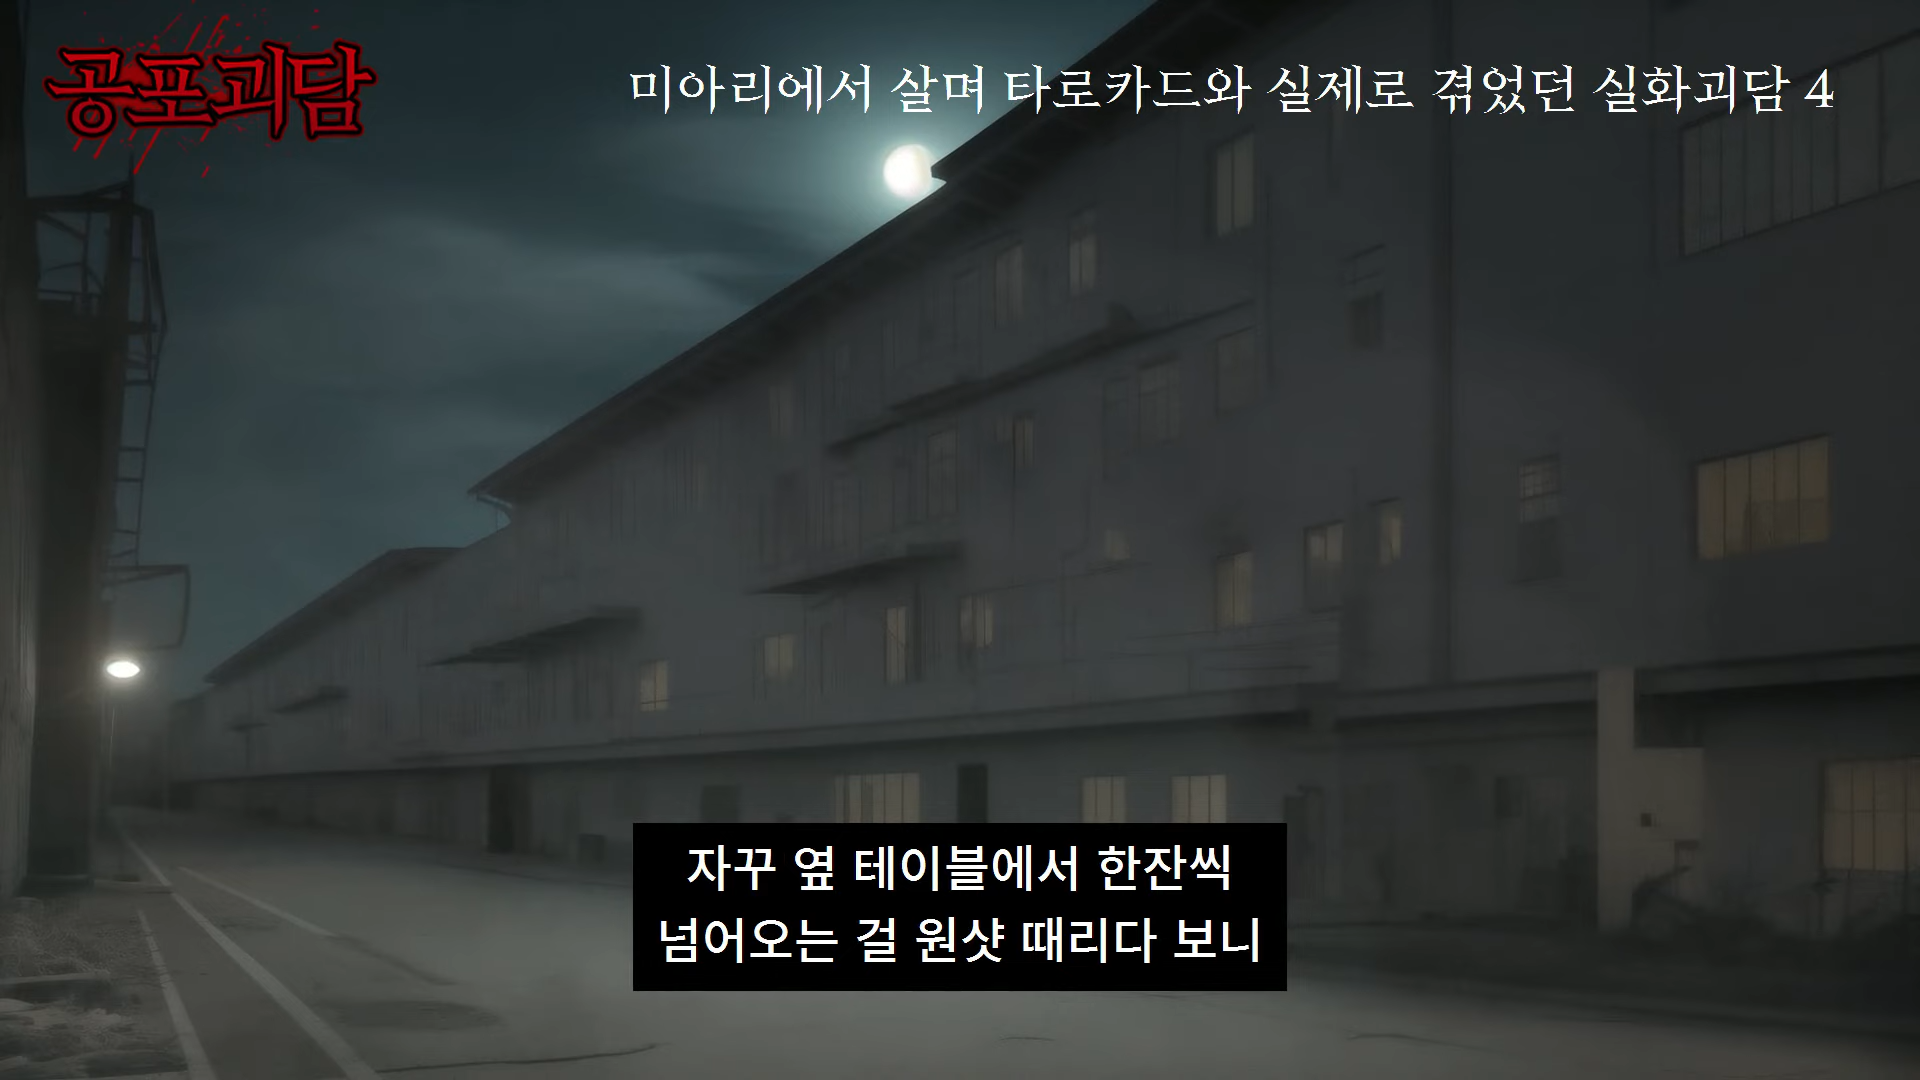 공포괴담
미아리에서 살며 타로카드와 실제로 겪었던 실화괴담 4
자꾸 옆 테이블에서 한잔씩
넘어오는 걸 원샷 때리다 보니